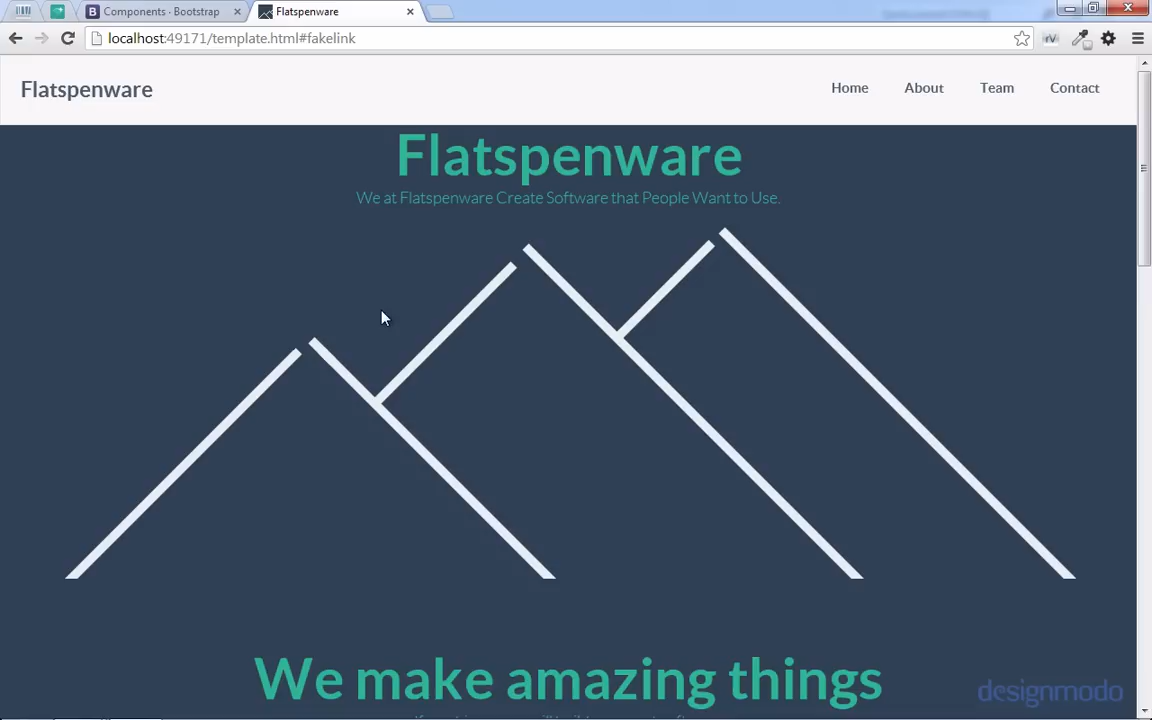 Components · Bootstrap
Flatspenware
localhost:49171/template.html#fakelink
Flatspenware
Home
About
Team
Contact
Flatspenware
We at Flatspenware Create Software that People Want to Use.
We make amazing things
designmodo